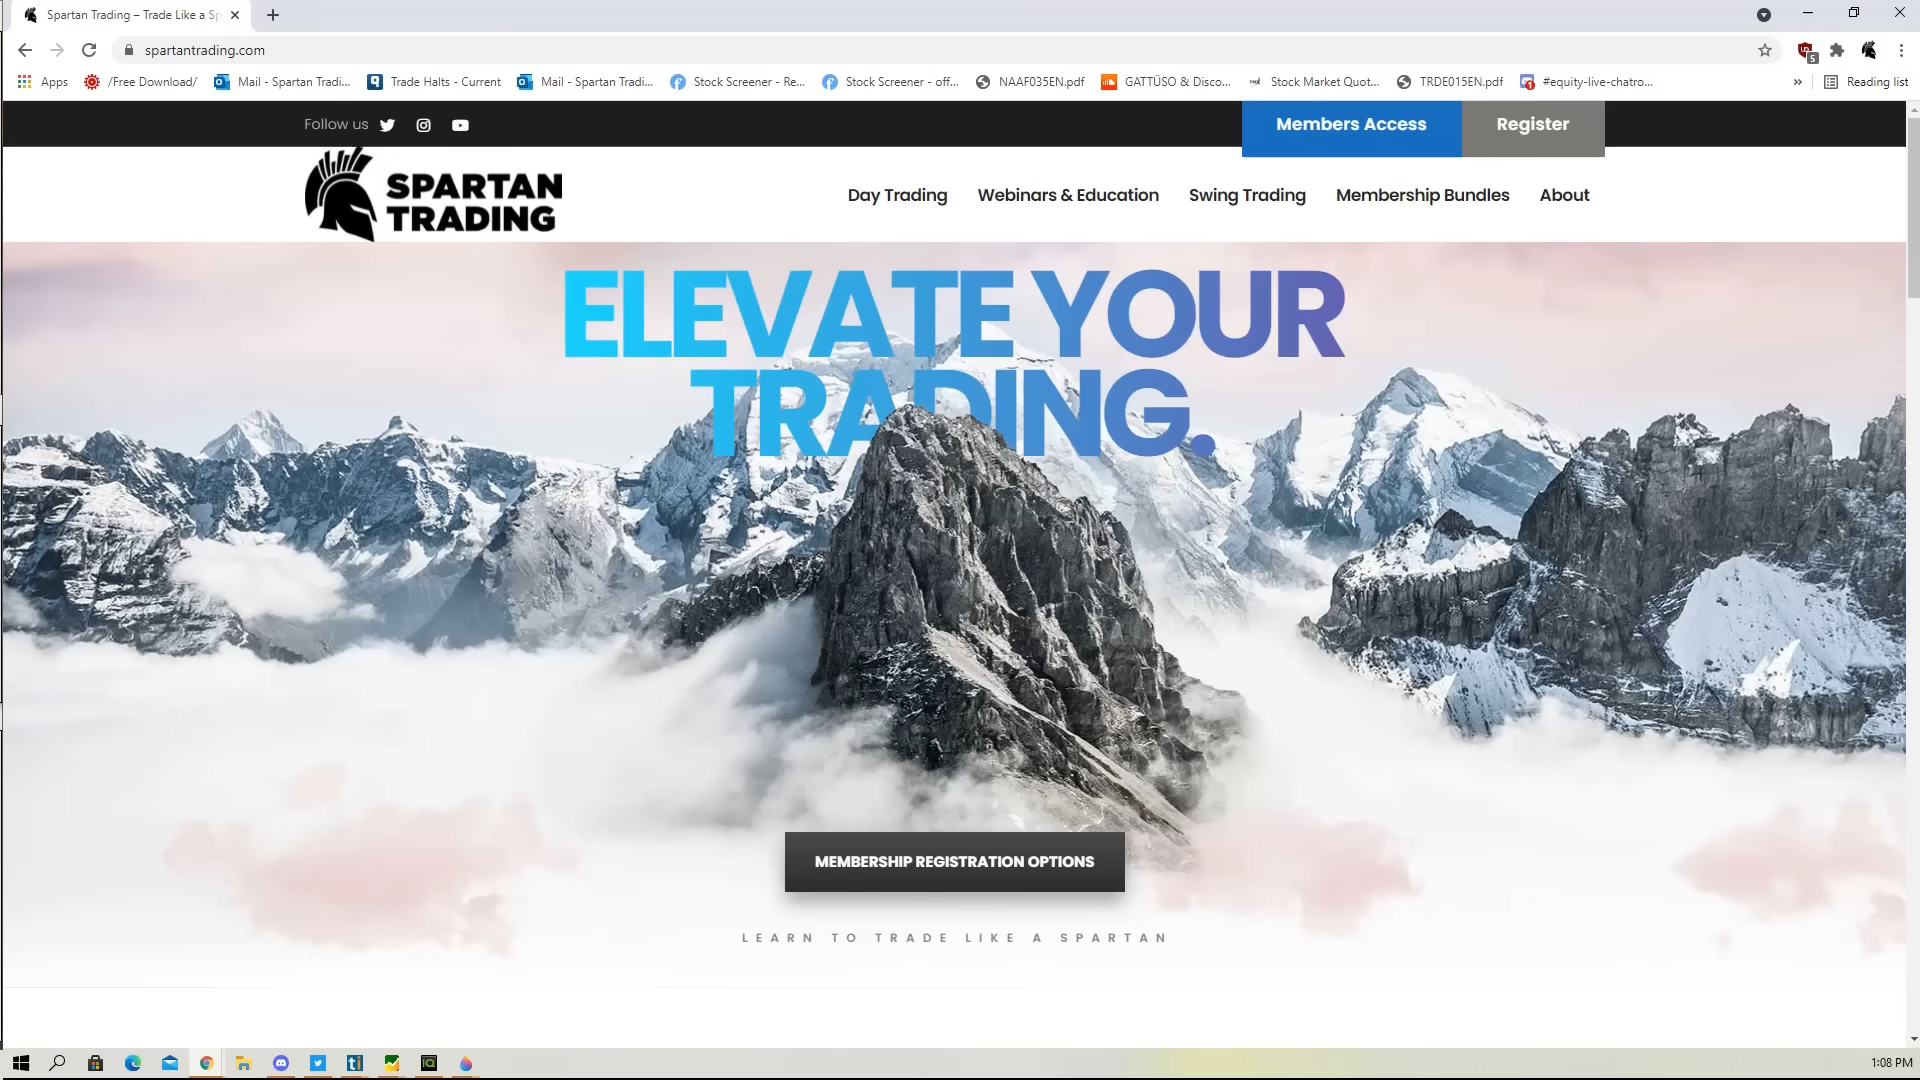 Spartan Trading – Trade Like a Sp
spartantrading.com
5
Apps
/Free Download/
Mail - Spartan Tradi...
Trade Halts - Current
Mail - Spartan Tradi...
Stock Screener - Re...
Stock Screener - off...
NAAF035EN.pdf
GATTÜSO & Disco...
Stock Market Quot...
TRDE015EN.pdf
#equity-live-chatro...
»
Reading list
Follow us
Members Access
Register
SPARTAN
TRADING
Day Trading
Webinars & Education
Swing Trading
Membership Bundles
About
ELEVATE YOUR
TRADING.
MEMBERSHIP REGISTRATION OPTIONS
LEARN TO TRADE LIKE A SPARTAN
1:08 PM